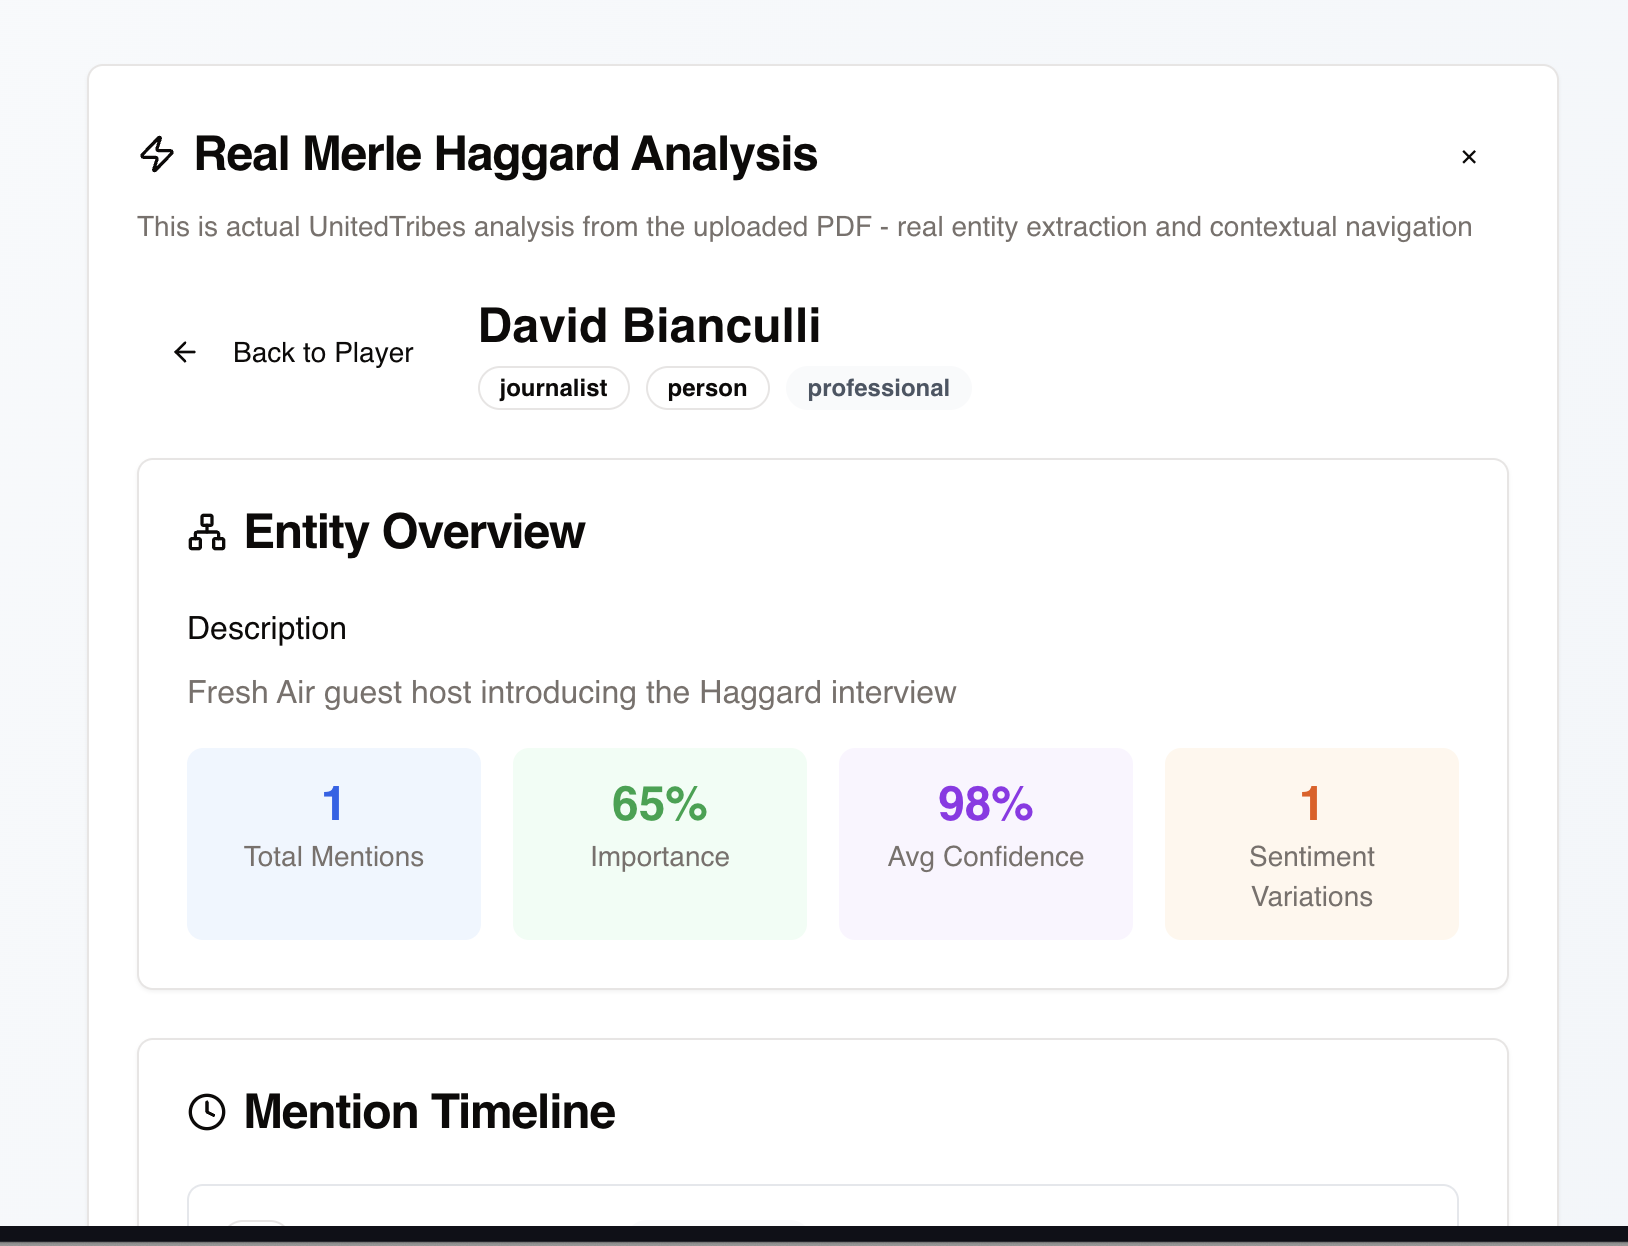 Real Merle Haggard Analysis
×
This is actual UnitedTribes analysis from the uploaded PDF - real entity extraction and contextual navigation
Back to Player
David Bianculli
journalist person professional
Entity Overview
Description
Fresh Air guest host introducing the Haggard interview
1 65% 98% 1
Total Mentions Importance Avg Confidence Sentiment
Variations
Mention Timeline